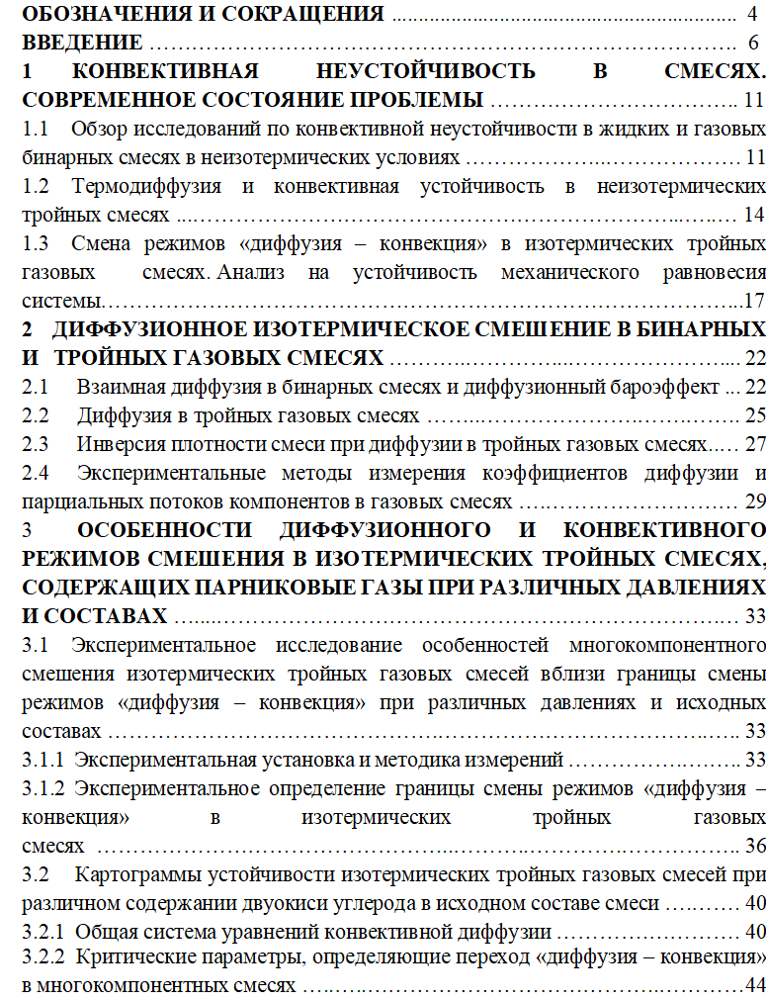 ОБОЗНАЧЕНИЯ И СОКРАЩЕНИЯ ........................................................ 4
ВВЕДЕНИЕ ……………………………………………………………… 6
1 КОНВЕКТИВНАЯ НЕУСТОЙЧИВОСТЬ В СМЕСЯХ.
СОВРЕМЕННОЕ СОСТОЯНИЕ ПРОБЛЕМЫ …………………………….. 11
1.1 Обзор исследований по конвективной неустойчивости в жидких и газовых
бинарных смесях в неизотермических условиях ……………...……………… 11
1.2 Термодиффузия и конвективная устойчивость в неизотермических
тройных смесях ...………………………………………………...…..… 14
1.3 Смена режимов «диффузия – конвекция» в изотермических тройных
газовых смесях. Анализ на устойчивость механического равновесия
системы……………………………………………………………………...17
2 ДИФФУЗИОННОЕ ИЗОТЕРМИЧЕСКОЕ СМЕШЕНИЕ В БИНАРНЫХ
И ТРОЙНЫХ ГАЗОВЫХ СМЕСЯХ …………………...…………………... 22
2.1 Взаимная диффузия в бинарных смесях и диффузионный бароэффект ... 22
2.2 Диффузия в тройных газовых смесях ……..………………………….. 25
2.3 Инверсия плотности смеси при диффузии в тройных газовых смесях..… 27
2.4 Экспериментальные методы измерения коэффициентов диффузии и
парциальных потоков компонентов в газовых смесях …………………….… 29
3 ОСОБЕННОСТИ ДИФФУЗИОННОГО И КОНВЕКТИВНОГО
РЕЖИМОВ СМЕШЕНИЯ В ИЗОТЕРМИЧЕСКИХ ТРОЙНЫХ СМЕСЯХ,
СОДЕРЖАЩИХ ПАРНИКОВЫЕ ГАЗЫ ПРИ РАЗЛИЧНЫХ ДАВЛЕНИЯХ
И СОСТАВАХ …....……………………………………………………… 33
3.1 Экспериментальное исследование особенностей многокомпонентного
смешения изотермических тройных газовых смесей вблизи границы смены
режимов «диффузия – конвекция» при различных давлениях и исходных
составах ……………………………………………………………….….. 33
3.1.1 Экспериментальная установка и методика измерений ………………... 33
3.1.2 Экспериментальное определение границы смены режимов «диффузия –
конвекция» в изотермических тройных газовых
смесях ………………………………………...…………………………….. 36
3.2 Картограммы устойчивости изотермических тройных газовых смесей при
различном содержании двуокиси углерода в исходном составе смеси ….…… 40
3.2.1 Общая система уравнений конвективной диффузии ………………… 40
3.2.2 Критические параметры, определяющие переход «диффузия – конвекция»
в многокомпонентных смесях …..…..……………………………..………44